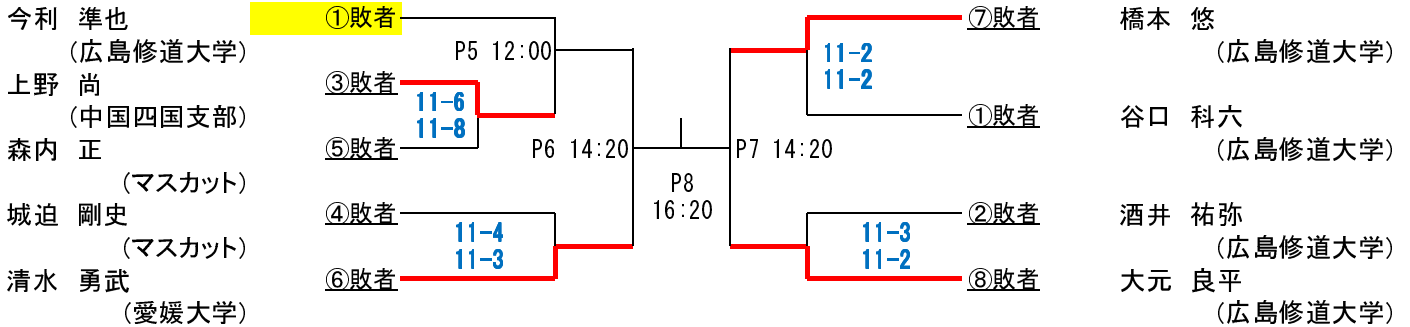 今利 準也 ①敗者 ⑦敗者 橋本 悠
(広島修道大学) P5 12:00 11-2 (広島修道大学)
上野 尚 ③敗者 11-2
(中国四国支部) 11-6 ①敗者 谷口 科六
11-8
森内 正 ⑤敗者 P6 14:20 P7 14:20 (広島修道大学)
(マスカット) P8
城迫 剛史 ④敗者 16:20 ②敗者 酒井 祐弥
(マスカット) 11-4 11-3 (広島修道大学)
11-3 11-2
清水 勇武 ⑥敗者 ⑧敗者 大元 良平
(愛媛大学) (広島修道大学)